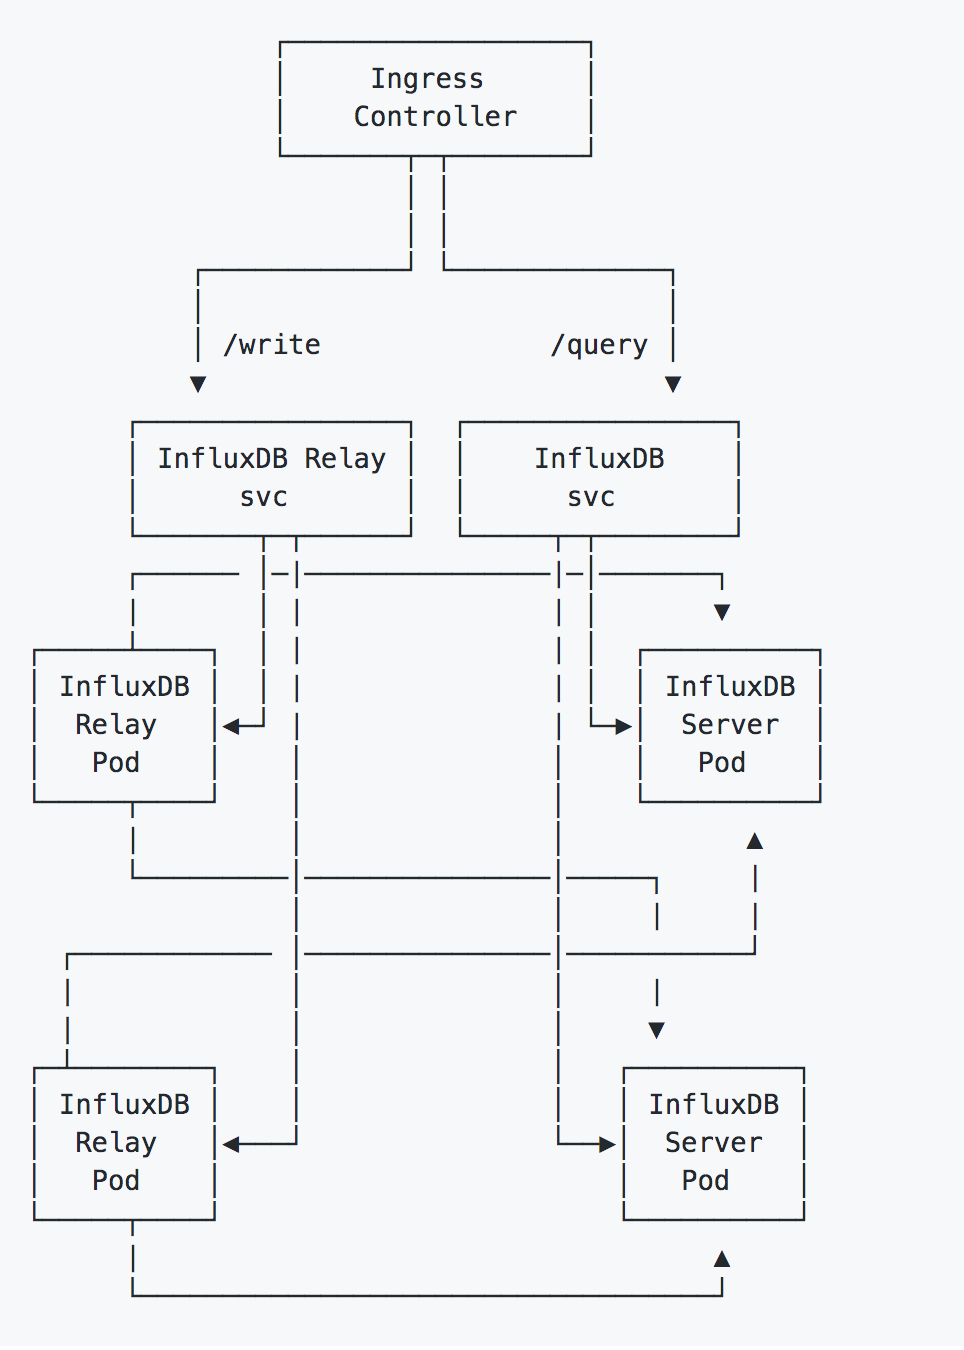 Ingress
Controller
/write
/query
InfluxDB Relay
svc
InfluxDB
svc
InfluxDB
Relay
Pod
InfluxDB
Server
Pod
InfluxDB
Relay
Pod
InfluxDB
Server
Pod